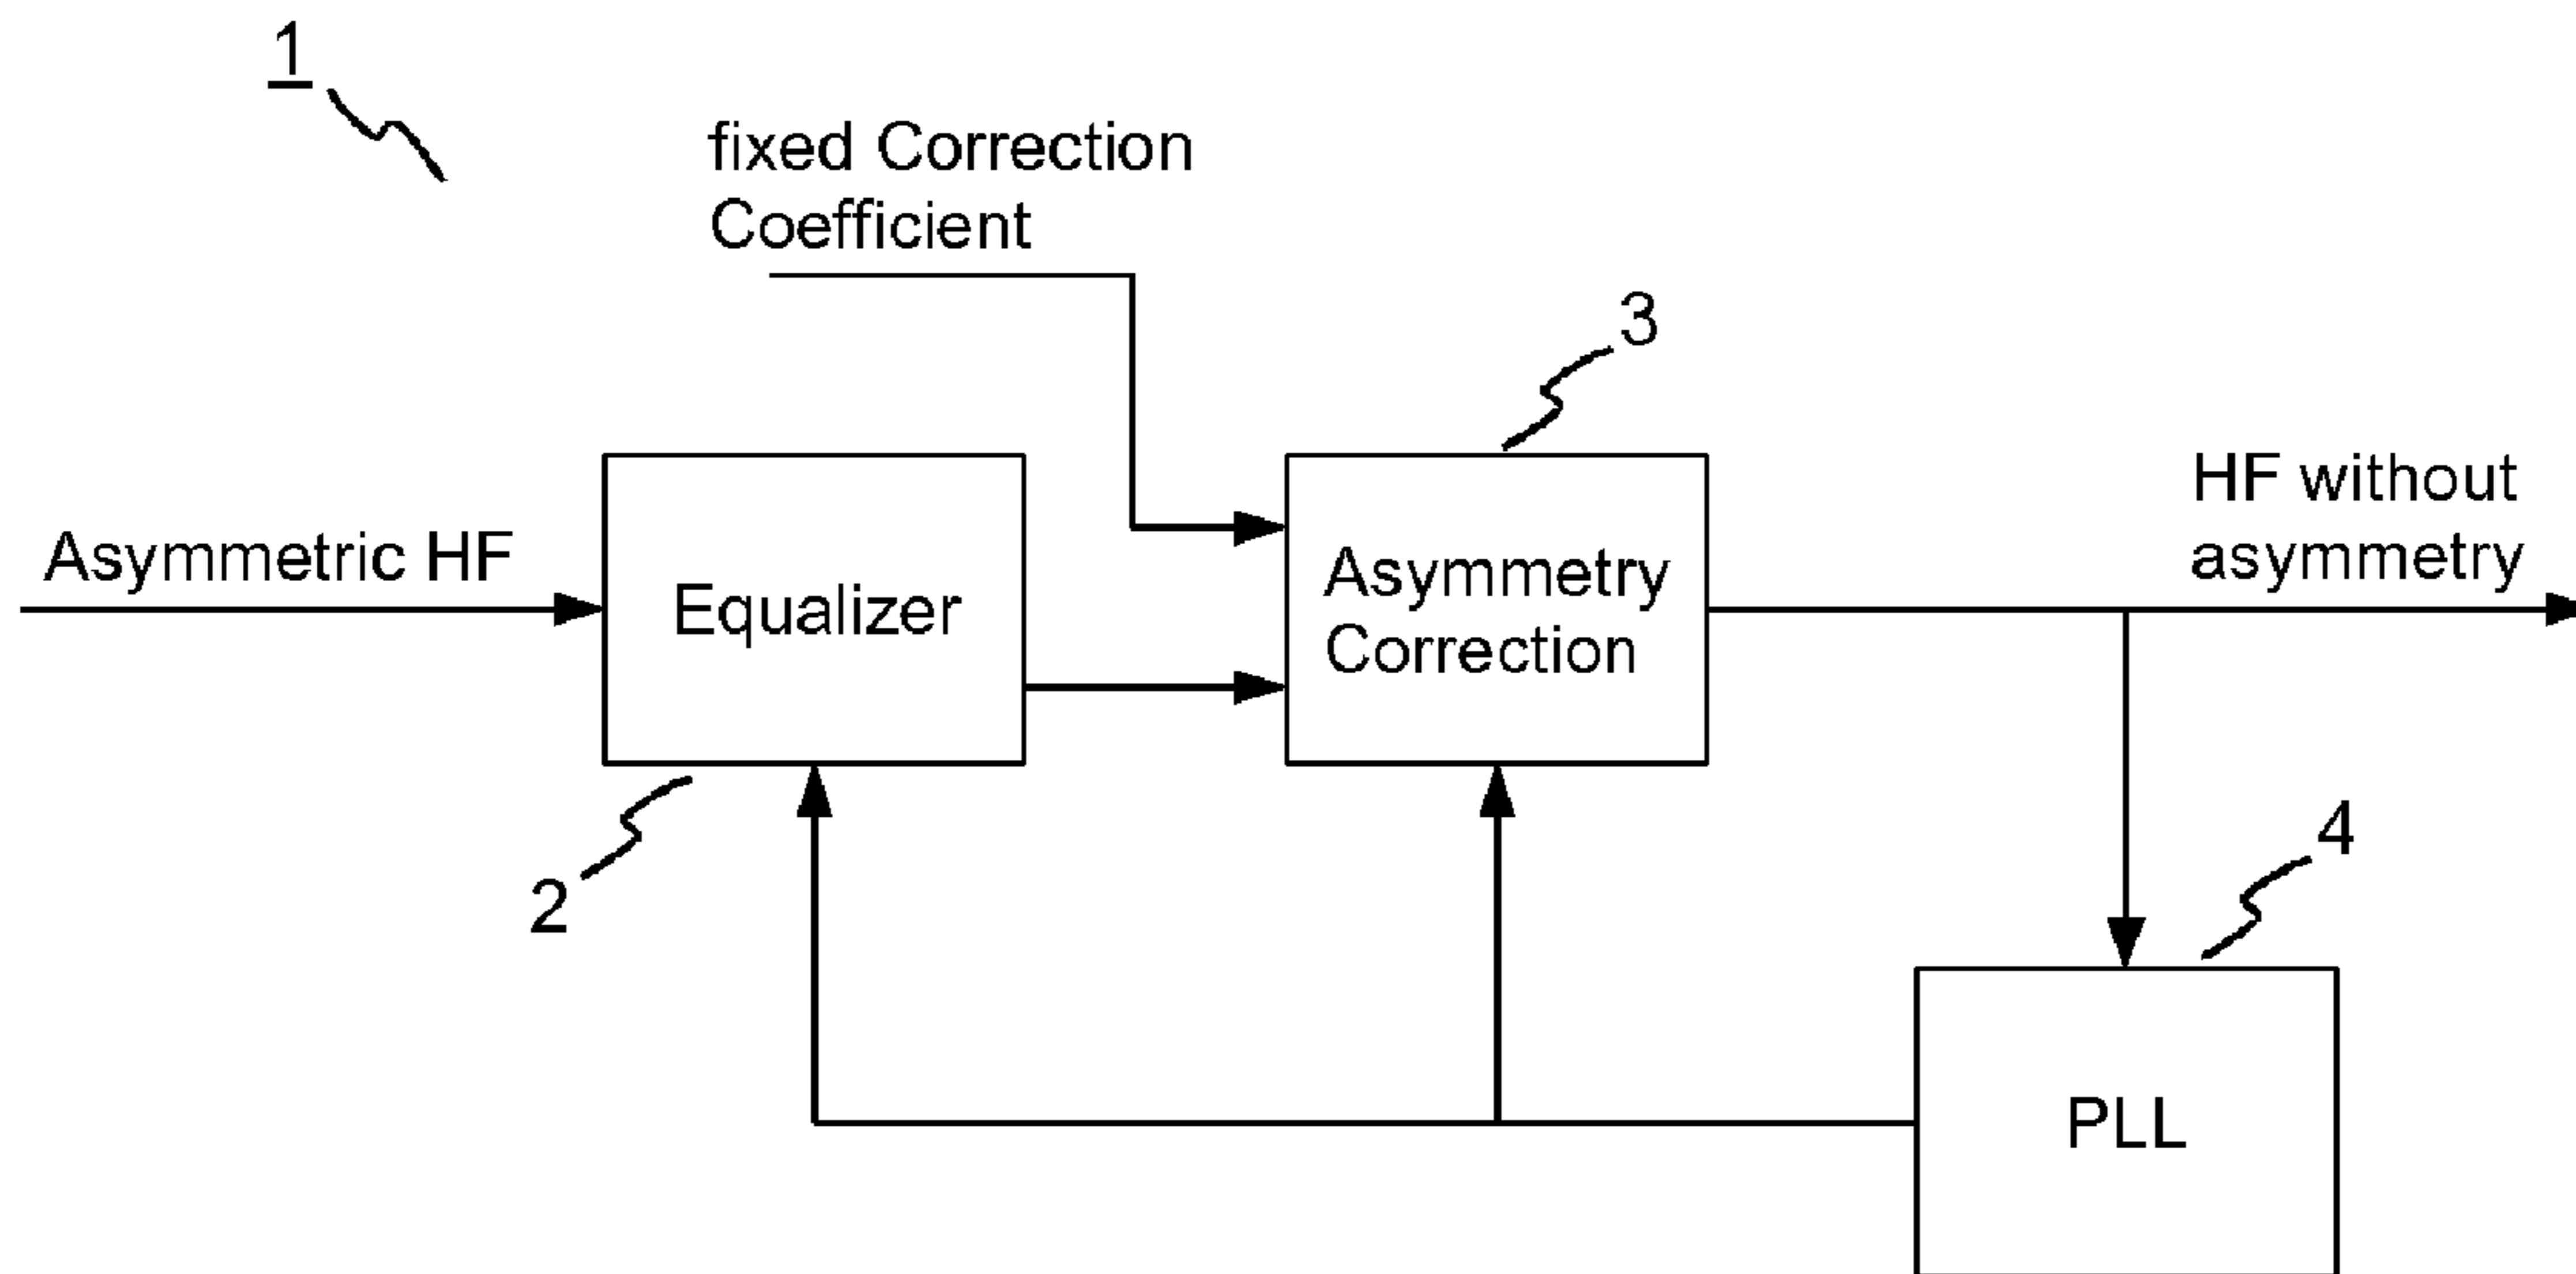 1
fixed Correction
Coefficient
3
Asymmetric HF
Equalizer
Asymmetry
Correction
HF without
asymmetry
2
4
PLL